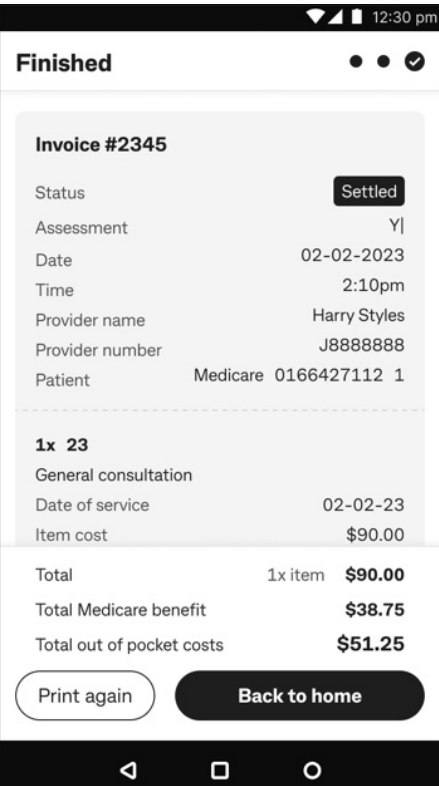 12:30 pm
Finished
Invoice #2345
Status Settled
Assessment Y|
Date 02-02-2023
Time 2:10pm
Provider name Harry Styles
Provider number J8888888
Patient Medicare 0166427112 1
1x 23
General consultation
Date of service 02-02-23
Item cost $90.00
Total 1x item $90.00
Total Medicare benefit $38.75
Total out of pocket costs $51.25
Print again Back to home